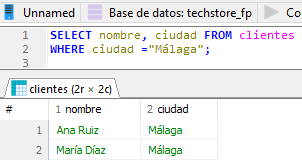 Unnamed Base de datos: techstore_fp Co
1 SELECT nombre, ciudad FROM clientes
2 WHERE ciudad ="Málaga";
clientes (2r × 2c)
# 1 nombre 2 ciudad
1 Ana Ruiz Málaga
2 María Díaz Málaga